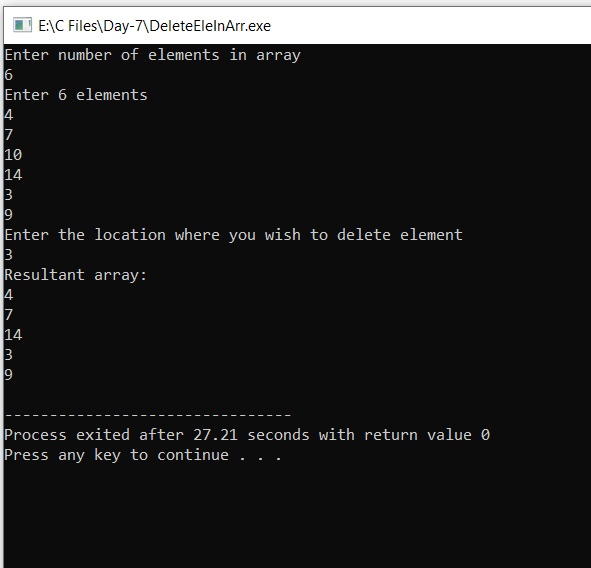 E:\C Files\Day-7\DeleteEleInArr.exe
Enter number of elements in array
6
Enter 6 elements
4
7
10
14
3
9
Enter the location where you wish to delete element
3
Resultant array:
4
7
14
3
9
--------------------------------
Process exited after 27.21 seconds with return value 0
Press any key to continue . . .